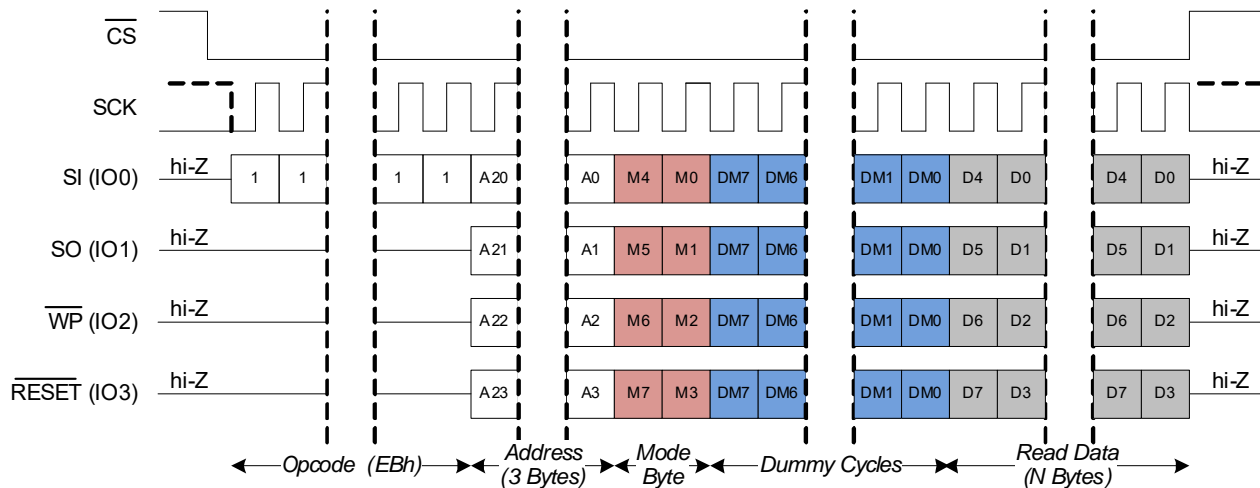 CS
SCK
SI (IO0) hi-Z 1 1 1 1 A20 A0 M4 M0 DM7 DM6 DM1 DM0 D4 D0 D4 D0 hi-Z
SO (IO1) hi-Z A21 A1 M5 M1 DM7 DM6 DM1 DM0 D5 D1 D5 D1 hi-Z
WP (IO2) hi-Z A22 A2 M6 M2 DM7 DM6 DM1 DM0 D6 D2 D6 D2 hi-Z
RESET (IO3) hi-Z A23 A3 M7 M3 DM7 DM6 DM1 DM0 D7 D3 D7 D3 hi-Z
Opcode (EBh) Address Mode Dummy Cycles Read Data
(3 Bytes) Byte (N Bytes)